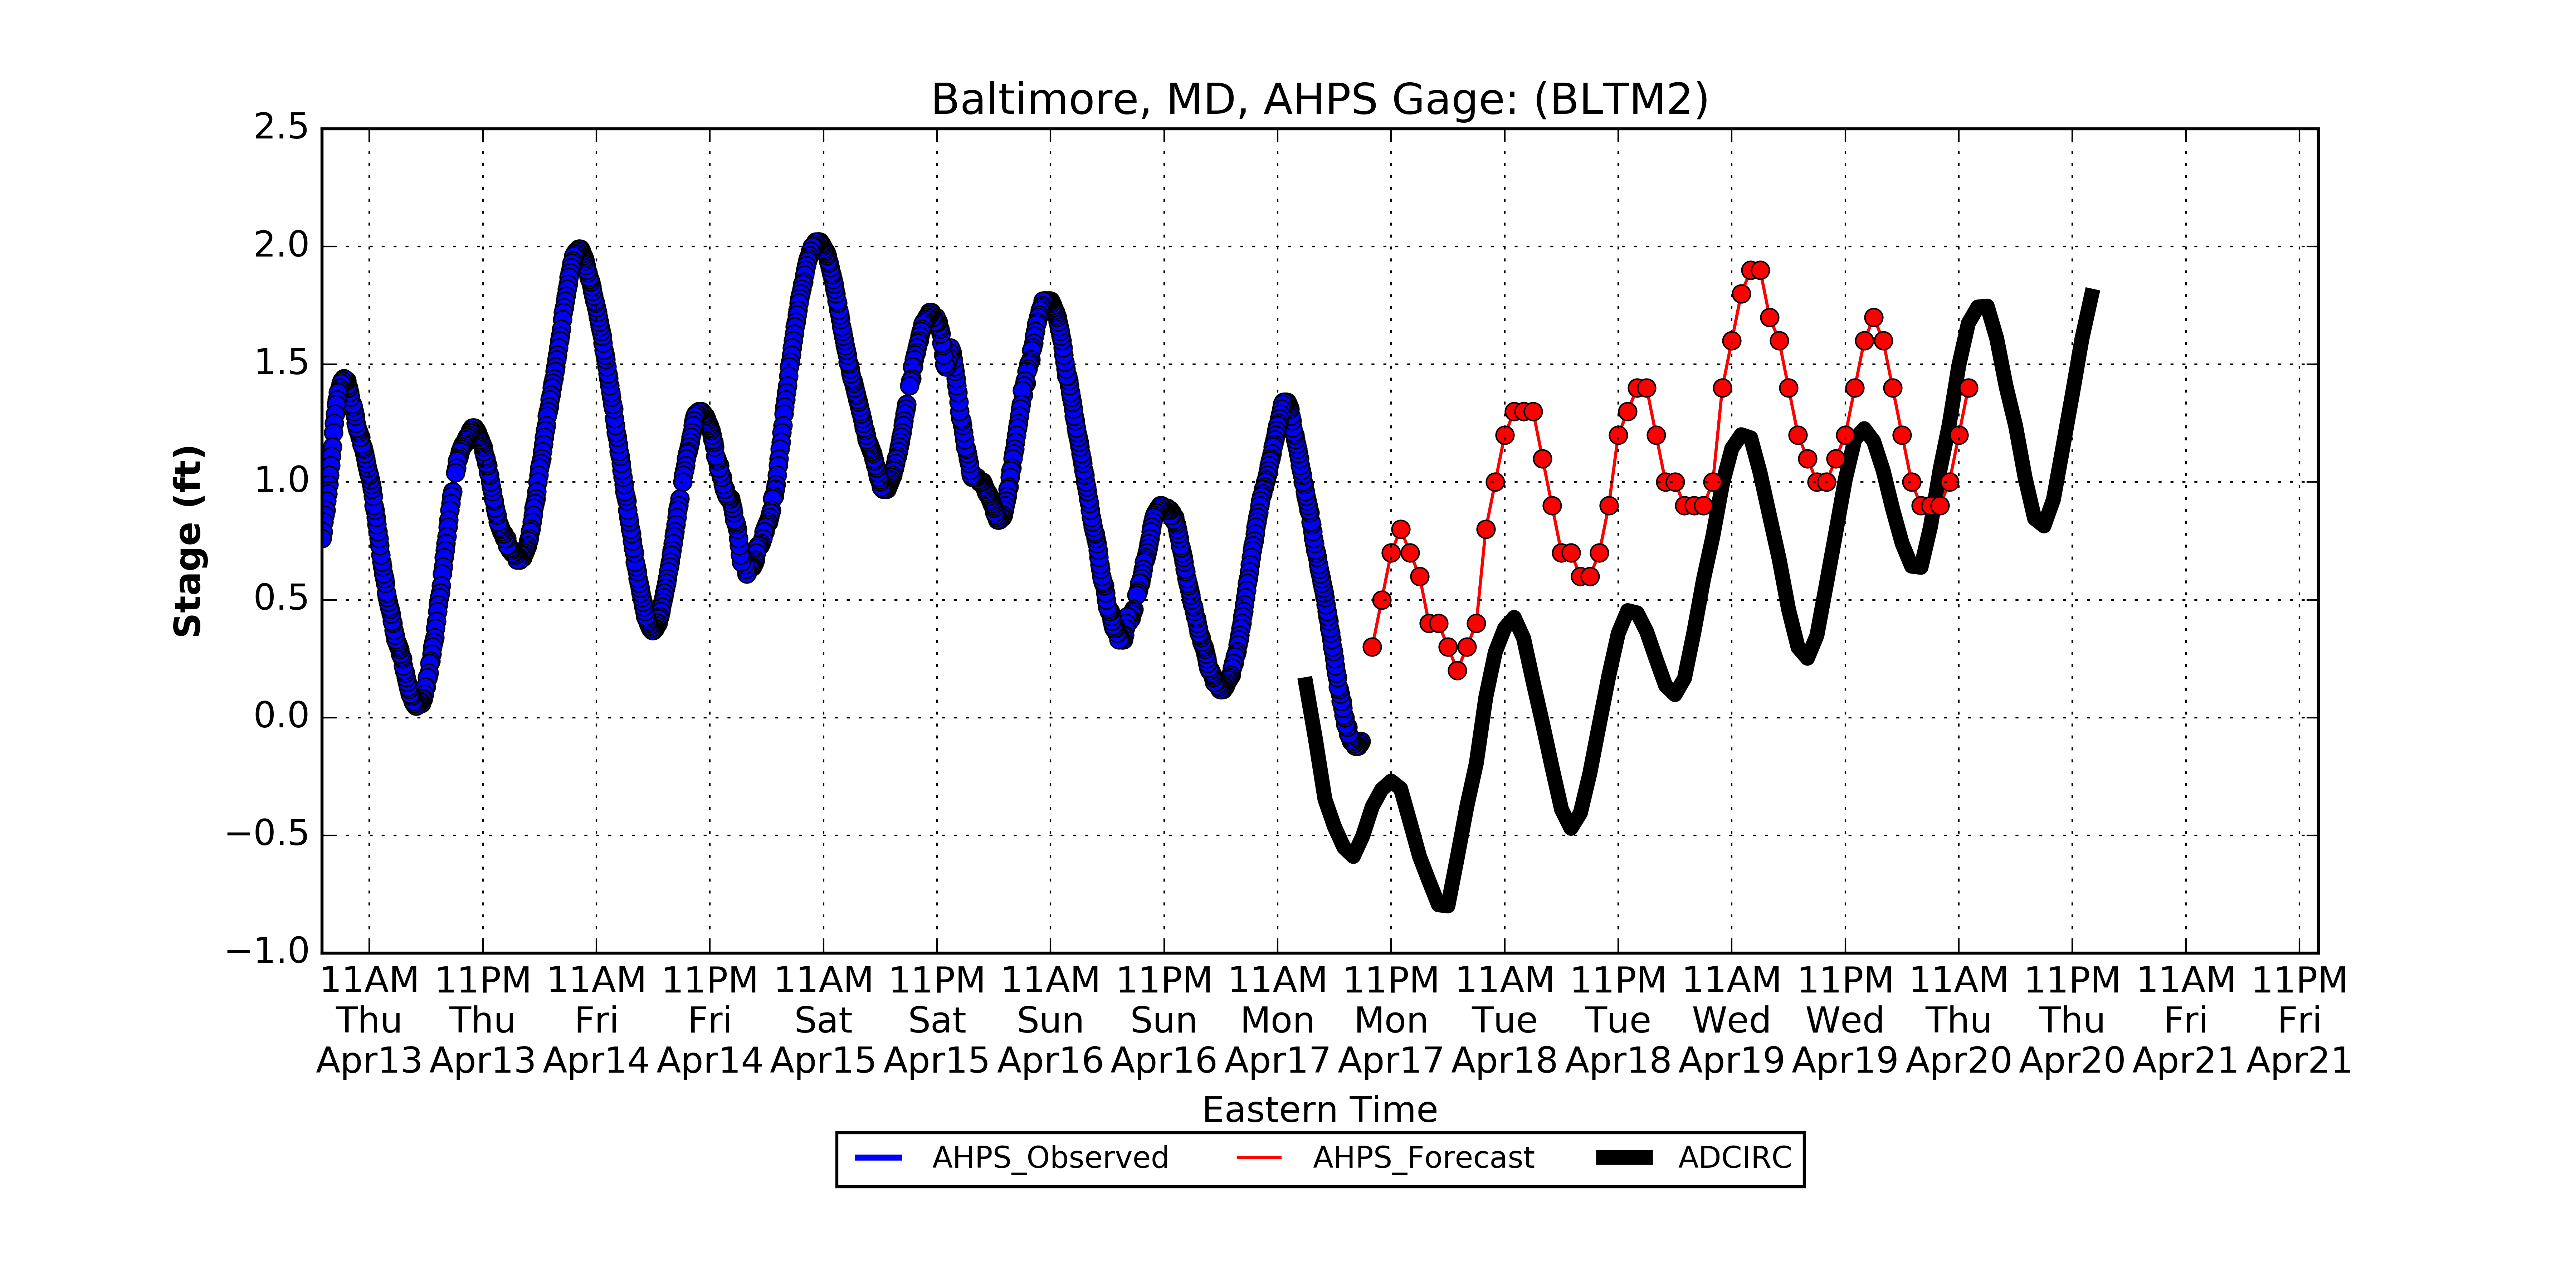 Baltimore, MD, AHPS Gage: (BLTM2)
2.5
2.0
1.5
1.0
0.5
0.0
−0.5
−1.0
Stage (ft)
11AM 11PM 11AM 11PM 11AM 11PM 11AM 11PM 11AM 11PM 11AM 11PM 11AM 11PM 11AM 11PM 11AM 11PM
Thu Thu Fri Fri Sat Sat Sun Sun Mon Mon Tue Tue Wed Wed Thu Thu Fri Fri
Apr13 Apr13 Apr14 Apr14 Apr15 Apr15 Apr16 Apr16 Apr17 Apr17 Apr18 Apr18 Apr19 Apr19 Apr20 Apr20 Apr21 Apr21
Eastern Time
AHPS_Observed AHPS_Forecast ADCIRC